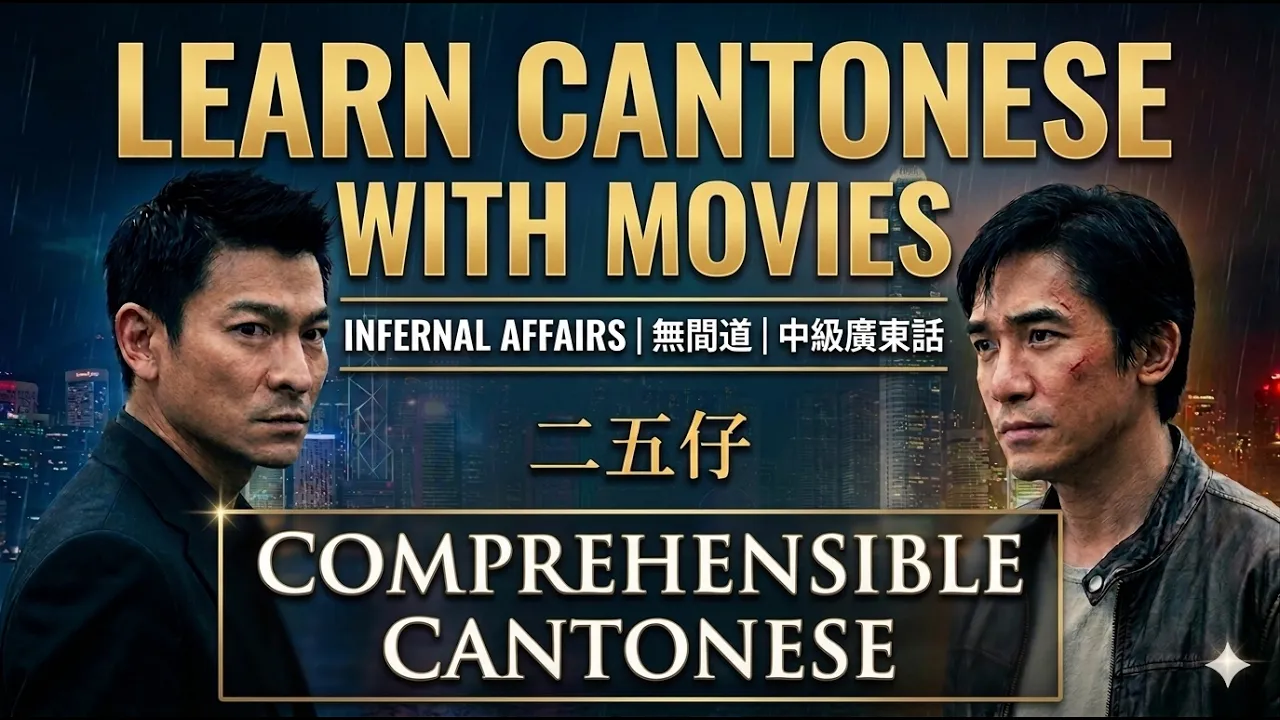 LEARN CANTONESE
WITH MOVIES
INFERNAL AFFAIRS | 無間道 | 中級廣東話
二五仔
COMPREHENSIBLE
CANTONESE